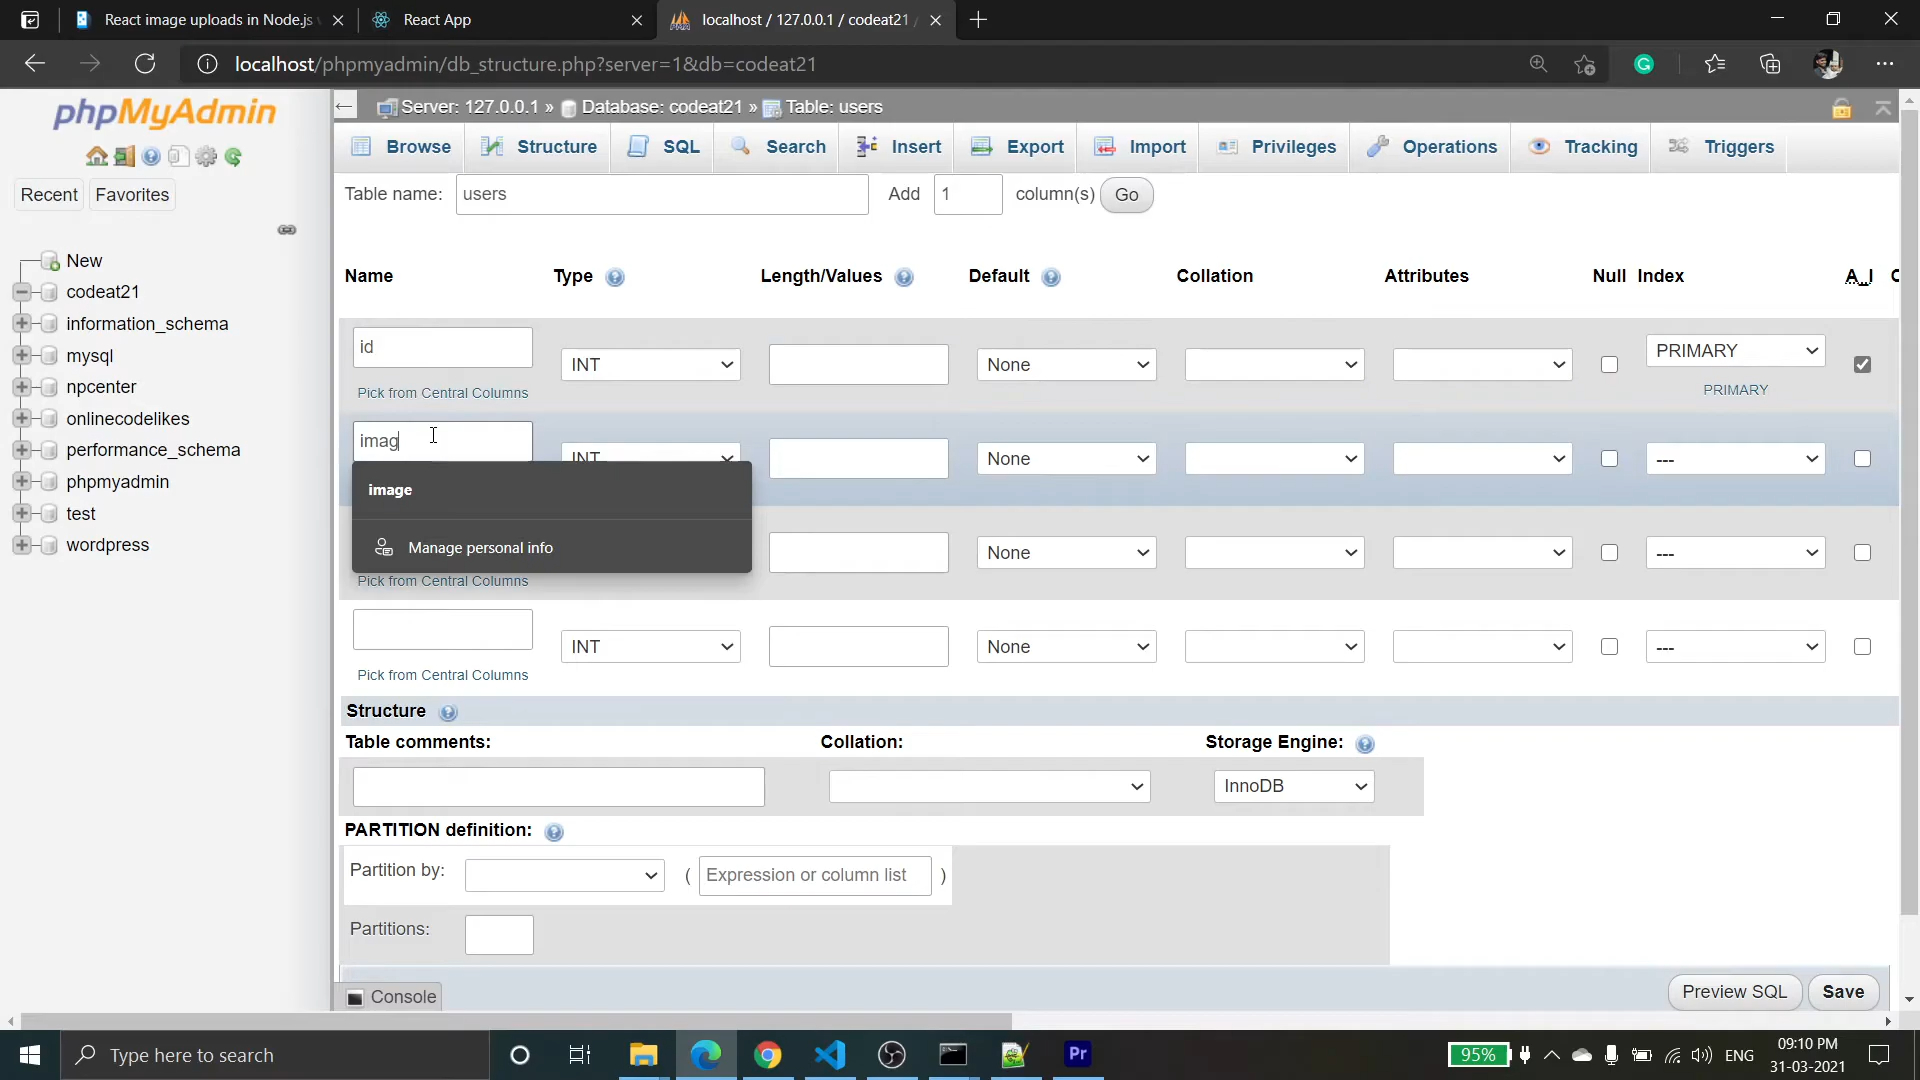 React image uploads in Node.js
React App
localhost / 127.0.0.1 / codeat21 /
localhost/phpmyadmin/db_structure.php?server=1&db=codeat21
phpMyAdmin
Recent
Favorites
New
codeat21
information_schema
mysql
npcenter
onlinecodelikes
performance_schema
phpmyadmin
test
wordpress
Server: 127.0.0.1 » Database: codeat21 » Table: users
Browse
Structure
SQL
Search
Insert
Export
Import
Privileges
Operations
Tracking
Triggers
Table name: users Add 1 column(s) Go
Name Type Length/Values Default Collation Attributes Null Index A_I C
id INT None PRIMARY
Pick from Central Columns PRIMARY
imag INT None ---
image
Manage personal info
None ---
Pick from Central Columns
INT None ---
Pick from Central Columns
Structure
Table comments: Collation: Storage Engine:
InnoDB
PARTITION definition:
Partition by: ( Expression or column list )
Partitions:
Console
Preview SQL Save
Type here to search
Pr
95%
ENG
09:10 PM
31-03-2021